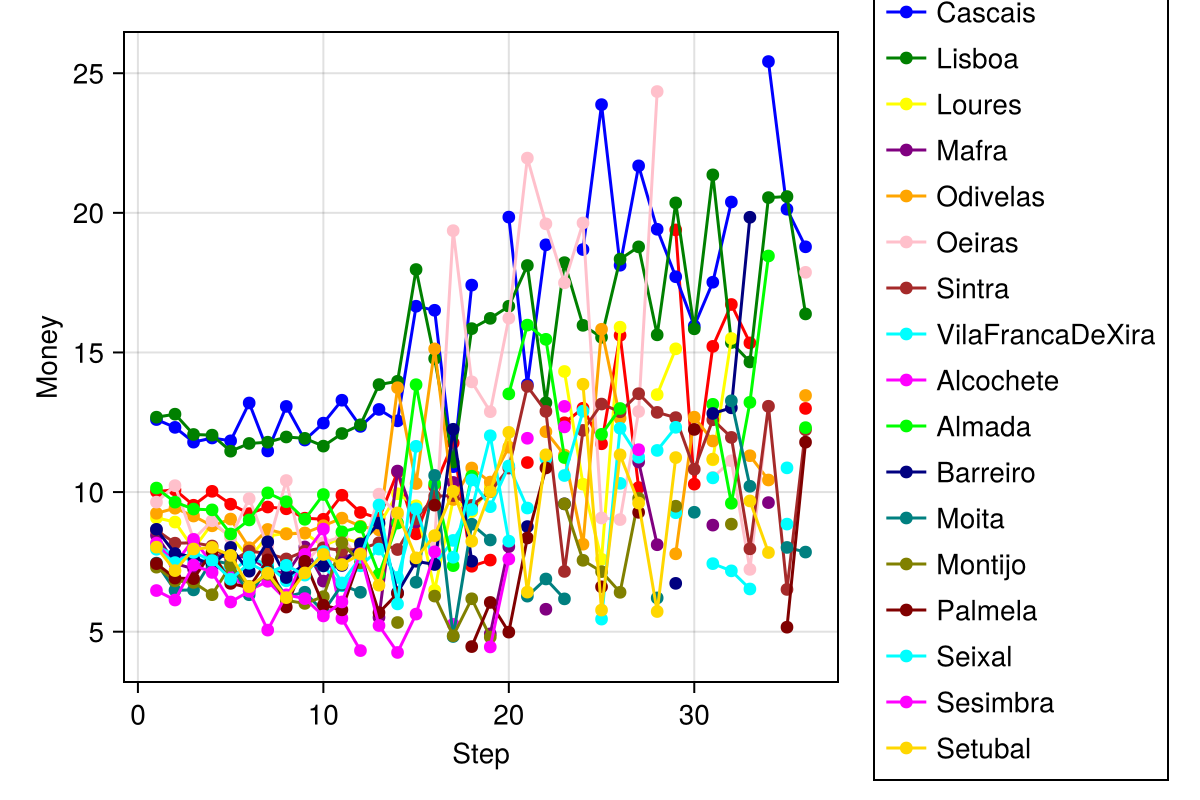 Money
25
20
15
10
5
0
10
20
30
Step
Cascais
Lisboa
Loures
Mafra
Odivelas
Oeiras
Sintra
VilaFrancaDeXira
Alcochete
Almada
Barreiro
Moita
Montijo
Palmela
Seixal
Sesimbra
Setubal